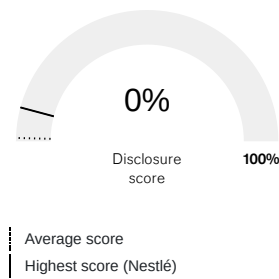 0%
Disclosure
score
100%
Average score
Highest score (Nestlé)